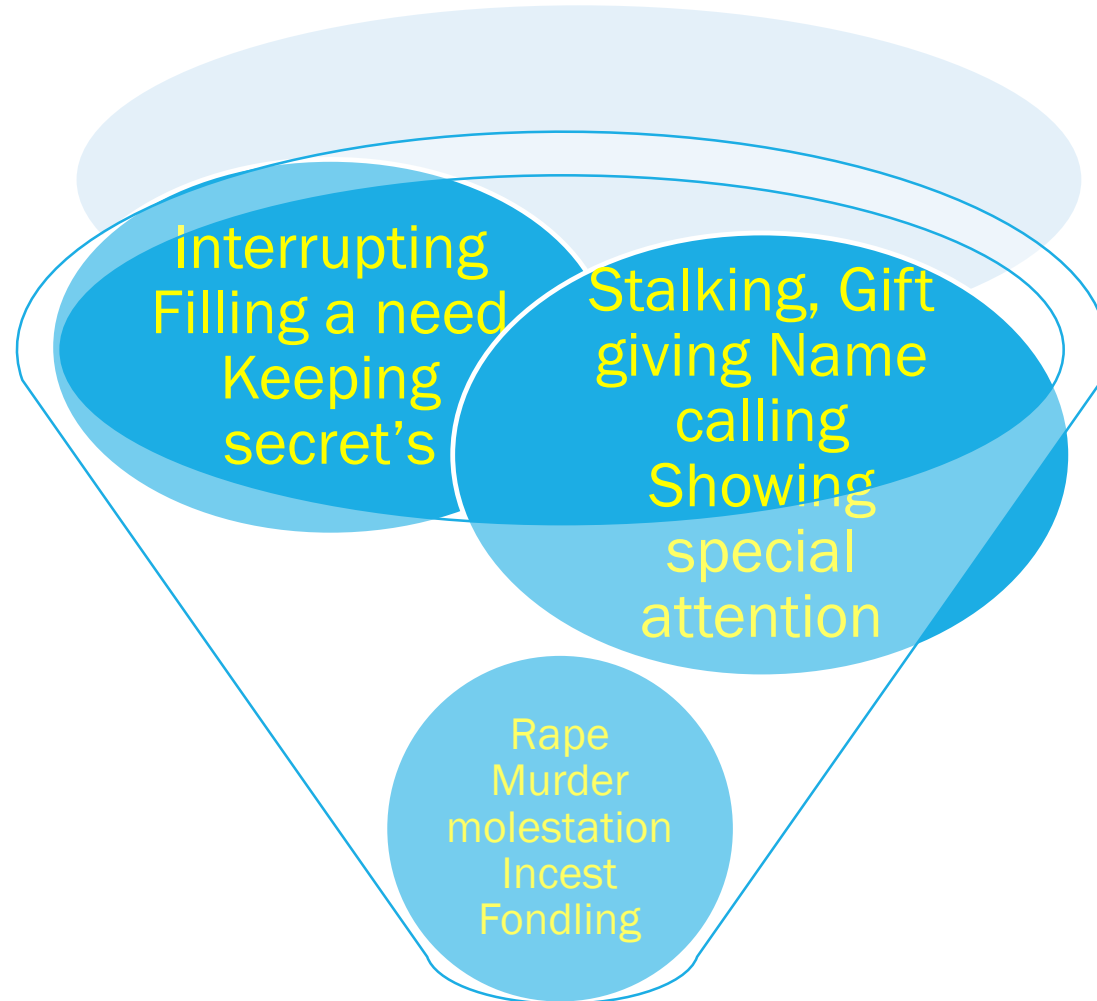 Interrupting
Filling a need
Keeping
secret’s
Stalking, Gift
giving Name
calling
Showing
special
attention
Rape
Murder
molestation
Incest
Fondling